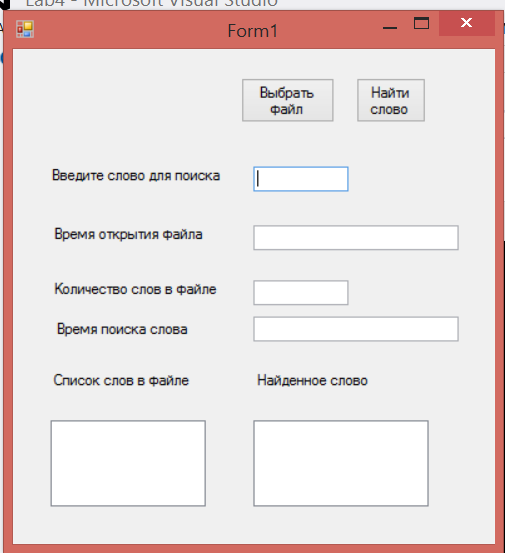 Lab4 - Microsoft Visual Studio
Form1
Выбрать
файл
Найти
слово
Введите слово для поиска
Время открытия файла
Количество слов в файле
Время поиска слова
Список слов в файле
Найденное слово